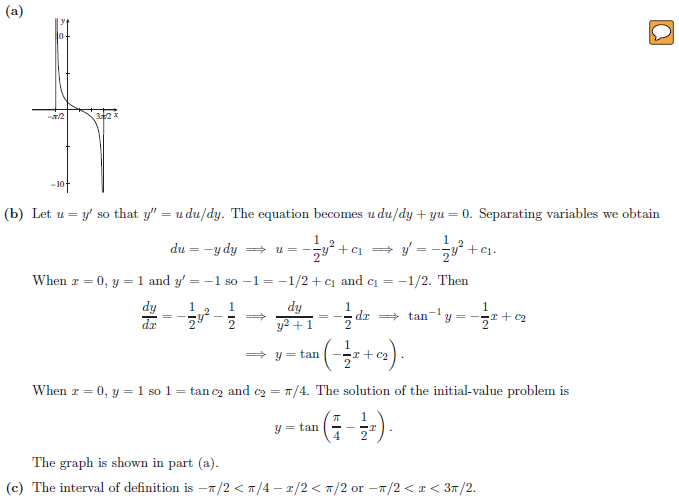 (a)
y
10
−π/2
3π/2 x
−10
(b) Let u = y′ so that y″ = u du/dy. The equation becomes u du/dy + yu = 0. Separating variables we obtain
du = −y dy ⟹ u = −1/2 y² + c₁ ⟹ y′ = −1/2 y² + c₁.
When x = 0, y = 1 and y′ = −1 so −1 = −1/2 + c₁ and c₁ = −1/2. Then
dy/dx = −1/2 y² − 1/2 ⟹ dy/(y² + 1) = −1/2 dx ⟹ tan⁻¹ y = −1/2 x + c₂
⟹ y = tan (−1/2 x + c₂).
When x = 0, y = 1 so 1 = tan c₂ and c₂ = π/4. The solution of the initial-value problem is
y = tan (π/4 − 1/2 x).
The graph is shown in part (a).
(c) The interval of definition is −π/2 < π/4 − x/2 < π/2 or −π/2 < x < 3π/2.